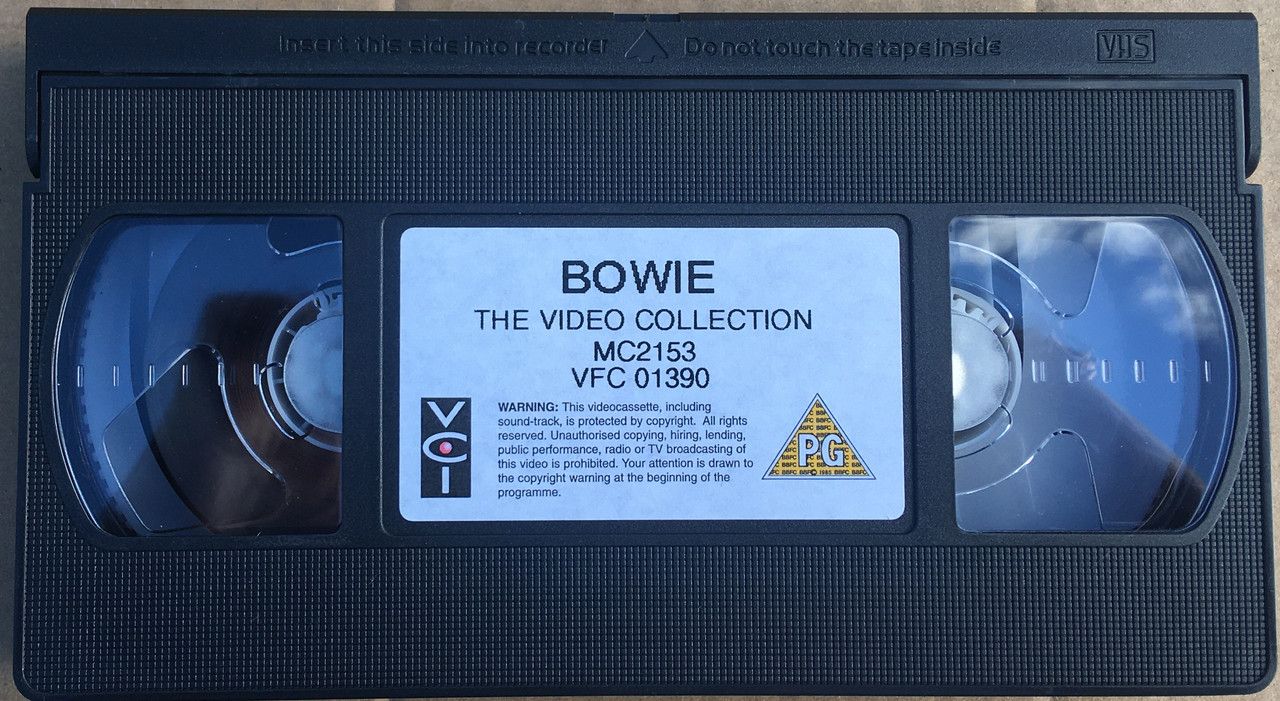 Insert this side into recorder Do not touch the tape inside VHS
BOWIE
THE VIDEO COLLECTION
MC2153
VFC 01390
VCI
WARNING: This videocassette, including
sound-track, is protected by copyright. All rights
reserved. Unauthorised copying, hiring, lending,
public performance, radio or TV broadcasting of
this video is prohibited. Your attention is drawn to
the copyright warning at the beginning of the
programme.
PG
BBFC © 1985 BBFC